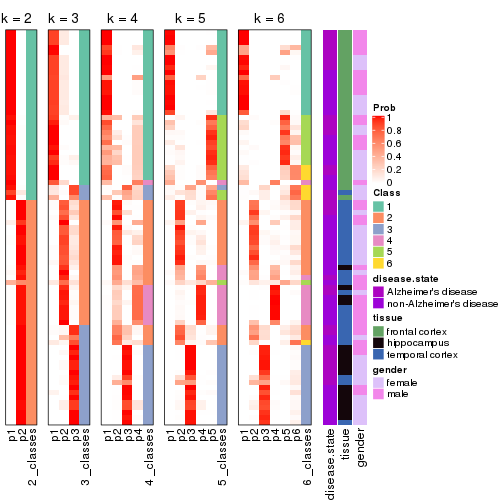 k = 2
k = 3
k = 4
k = 5
k = 6
p1
p2
2_classes
p1
p2
p3
3_classes
p1
p2
p3
p4
4_classes
p1
p2
p3
p4
p5
5_classes
p1
p2
p3
p4
p5
p6
6_classes
disease.state
tissue
gender
Prob
1
0.8
0.6
0.4
0.2
0
Class
1
2
3
4
5
6
disease.state
Alzheimer's disease
non-Alzheimer's disease
tissue
frontal cortex
hippocampus
temporal cortex
gender
female
male